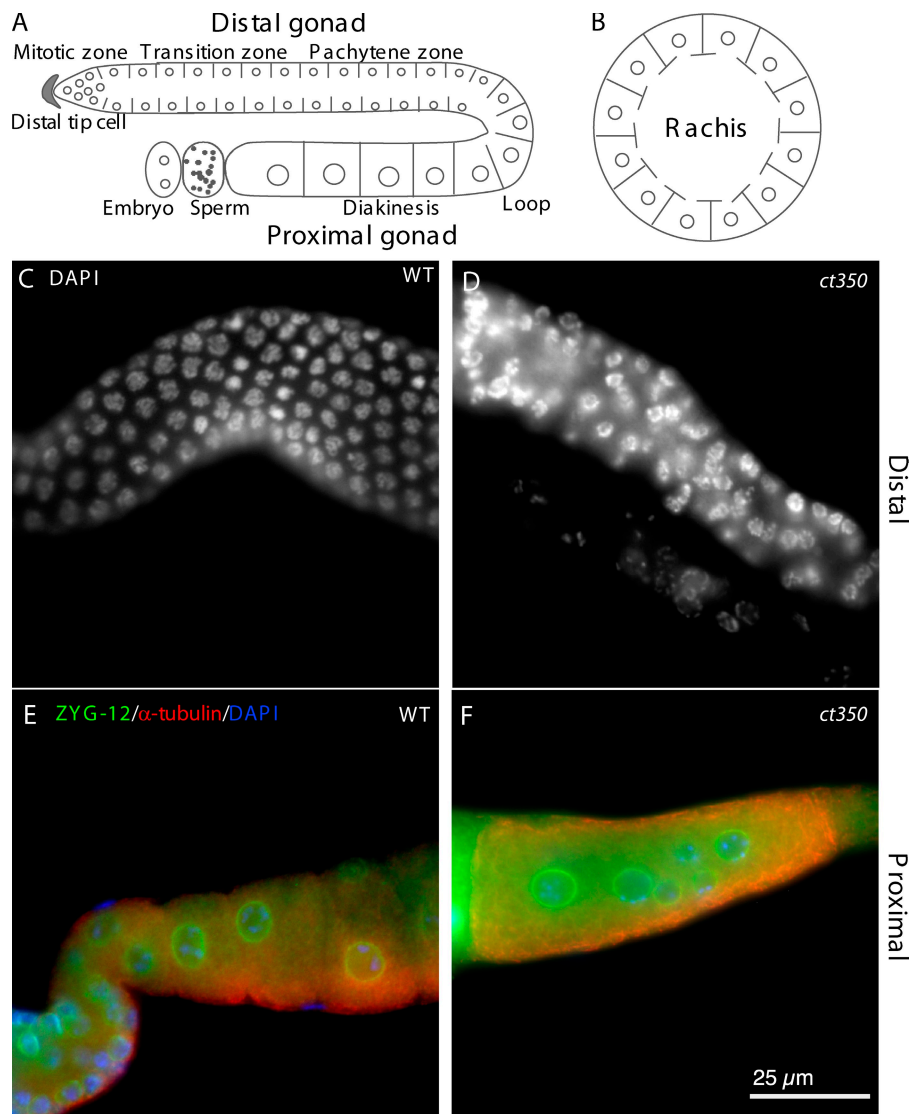 A
Distal gonad
B
Mitotic zone
Transition zone
Pachytene zone
Distal tip cell
Rachis
Embryo
Sperm
Diakinesis
Loop
Proximal gonad
C
DAPI
WT
D
ct350
Distal
E
ZYG-12/α-tubulin/DAPI
WT
F
ct350
Proximal
25 µm